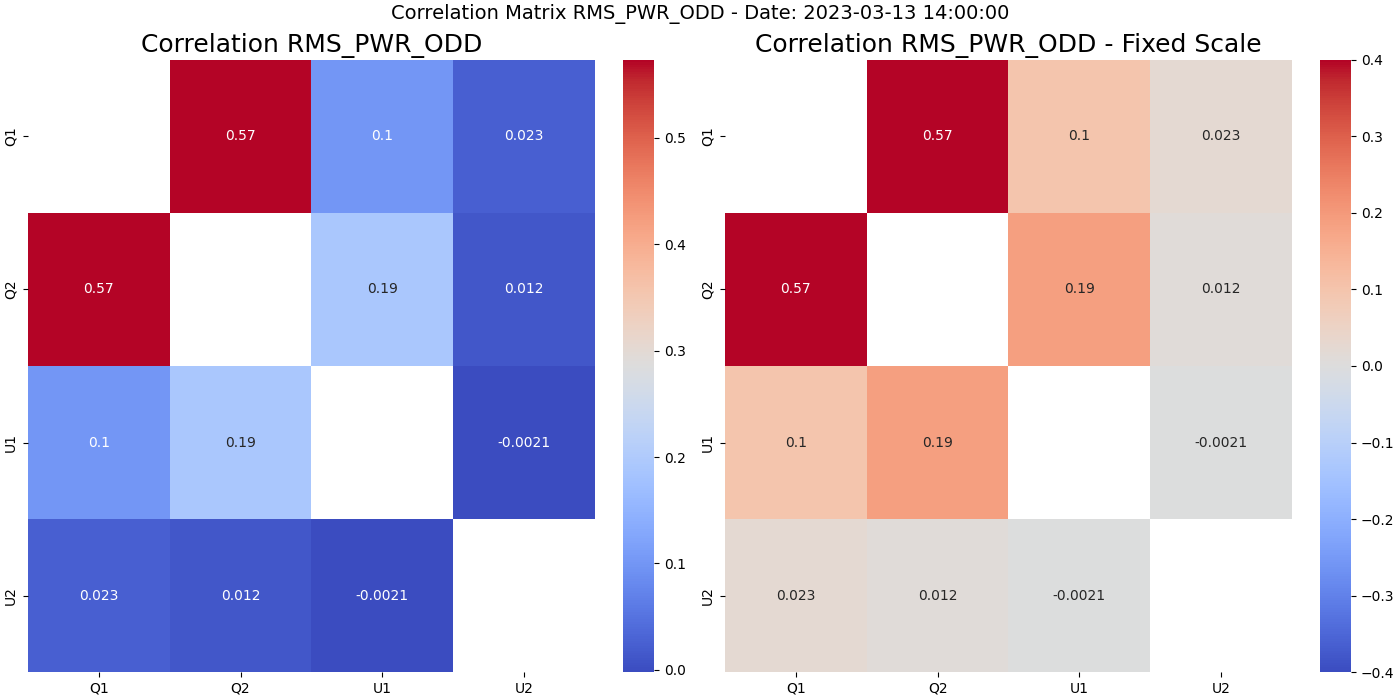 Correlation Matrix RMS_PWR_ODD - Date: 2023-03-13 14:00:00
Correlation RMS_PWR_ODD
Q1
0.57
0.1
0.023
Q2
0.57
0.19
0.012
U1
0.1
0.19
-0.0021
U2
0.023
0.012
-0.0021
Q1
Q2
U1
U2
0.5
0.4
0.3
0.2
0.1
0.0
Correlation RMS_PWR_ODD - Fixed Scale
Q1
0.57
0.1
0.023
Q2
0.57
0.19
0.012
U1
0.1
0.19
-0.0021
U2
0.023
0.012
-0.0021
Q1
Q2
U1
U2
0.4
0.3
0.2
0.1
0.0
−0.1
−0.2
−0.3
−0.4